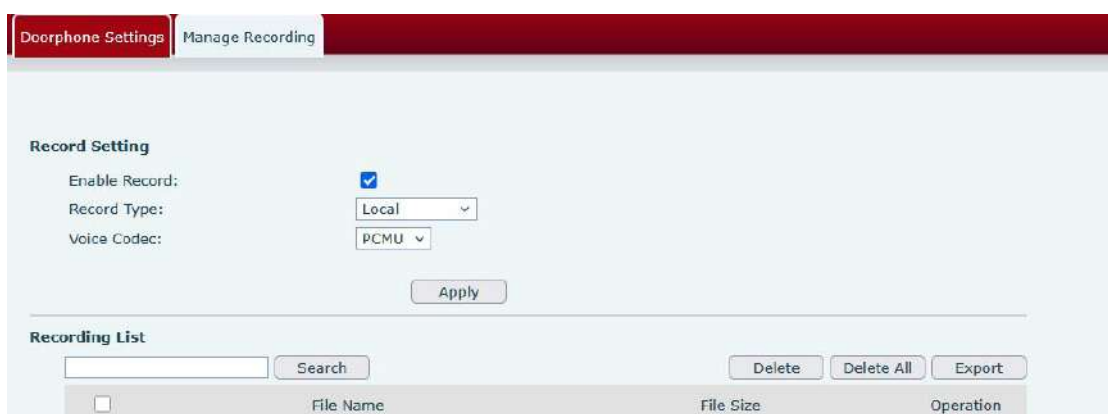 Doorphone Settings Manage Recording
Record Setting
Enable Record:
Record Type: Local
Voice Codec: PCMU
Apply
Recording List
Search Delete Delete All Export
File Name File Size Operation